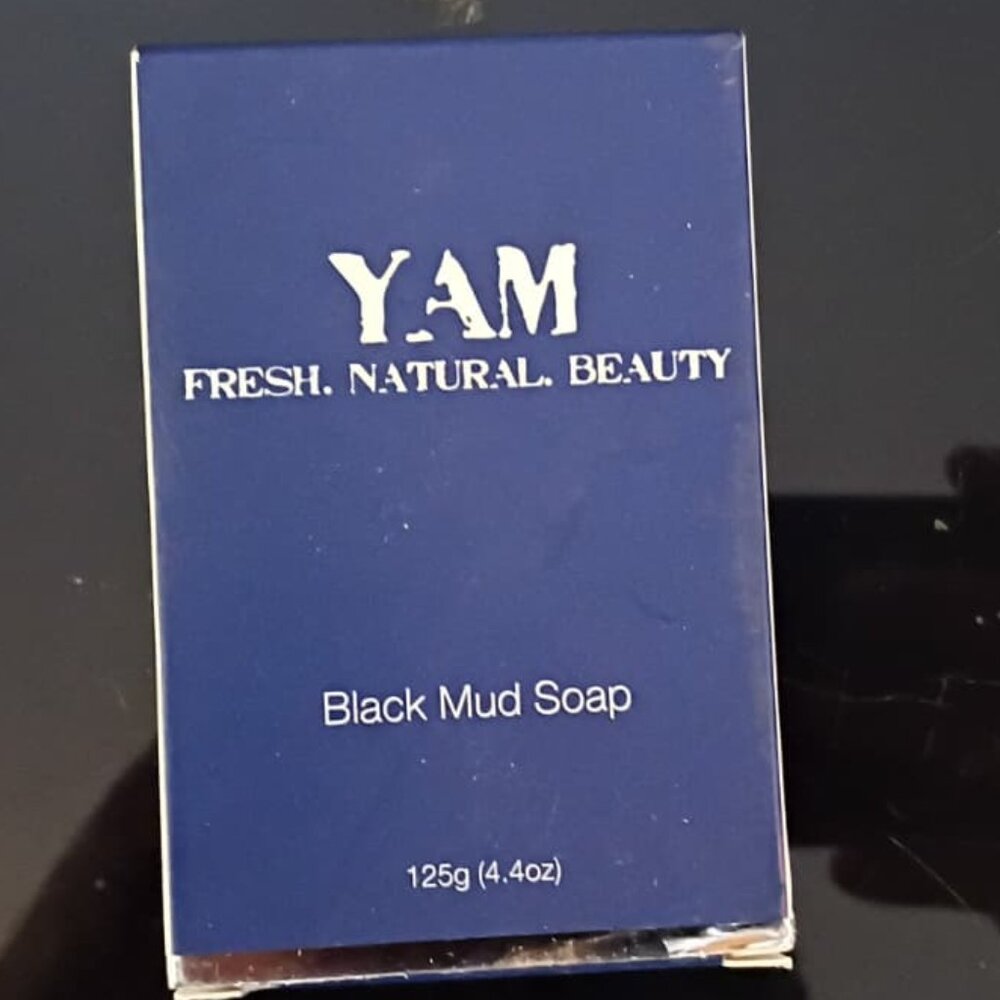 YAM
FRESH. NATURAL. BEAUTY
Black Mud Soap
125g (4.4oz)